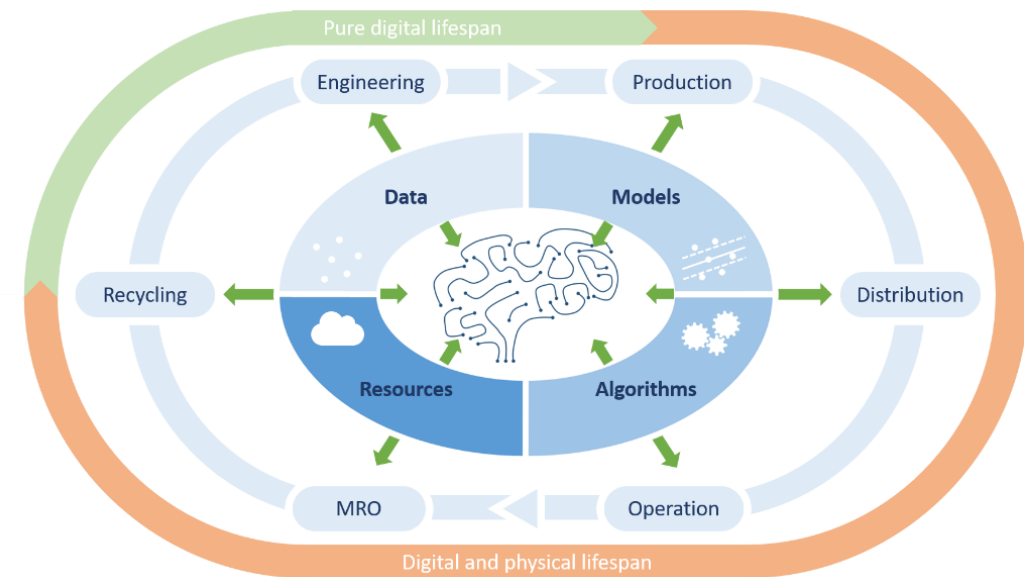 Pure digital lifespan
Engineering
Production
Data
Models
Recycling
Distribution
Resources
Algorithms
MRO
Operation
Digital and physical lifespan